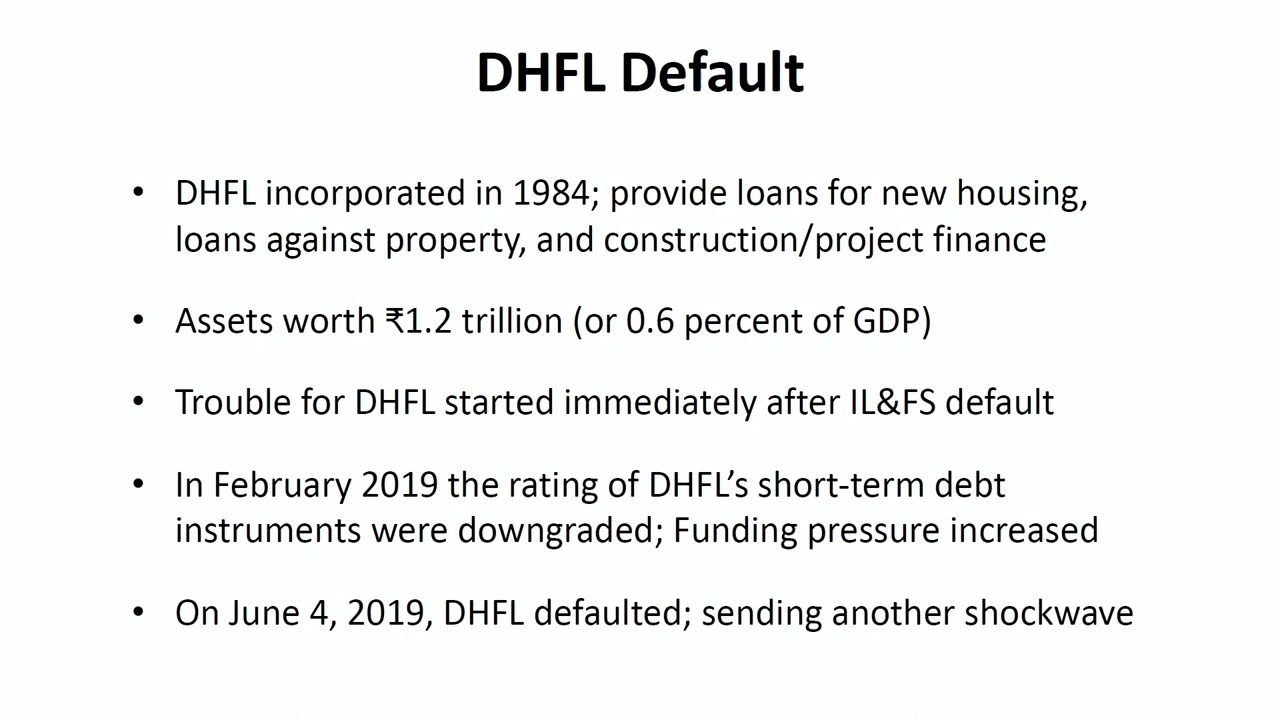 DHFL Default
• DHFL incorporated in 1984; provide loans for new housing,
loans against property, and construction/project finance
• Assets worth ₹1.2 trillion (or 0.6 percent of GDP)
• Trouble for DHFL started immediately after IL&FS default
• In February 2019 the rating of DHFL’s short-term debt
instruments were downgraded; Funding pressure increased
• On June 4, 2019, DHFL defaulted; sending another shockwave